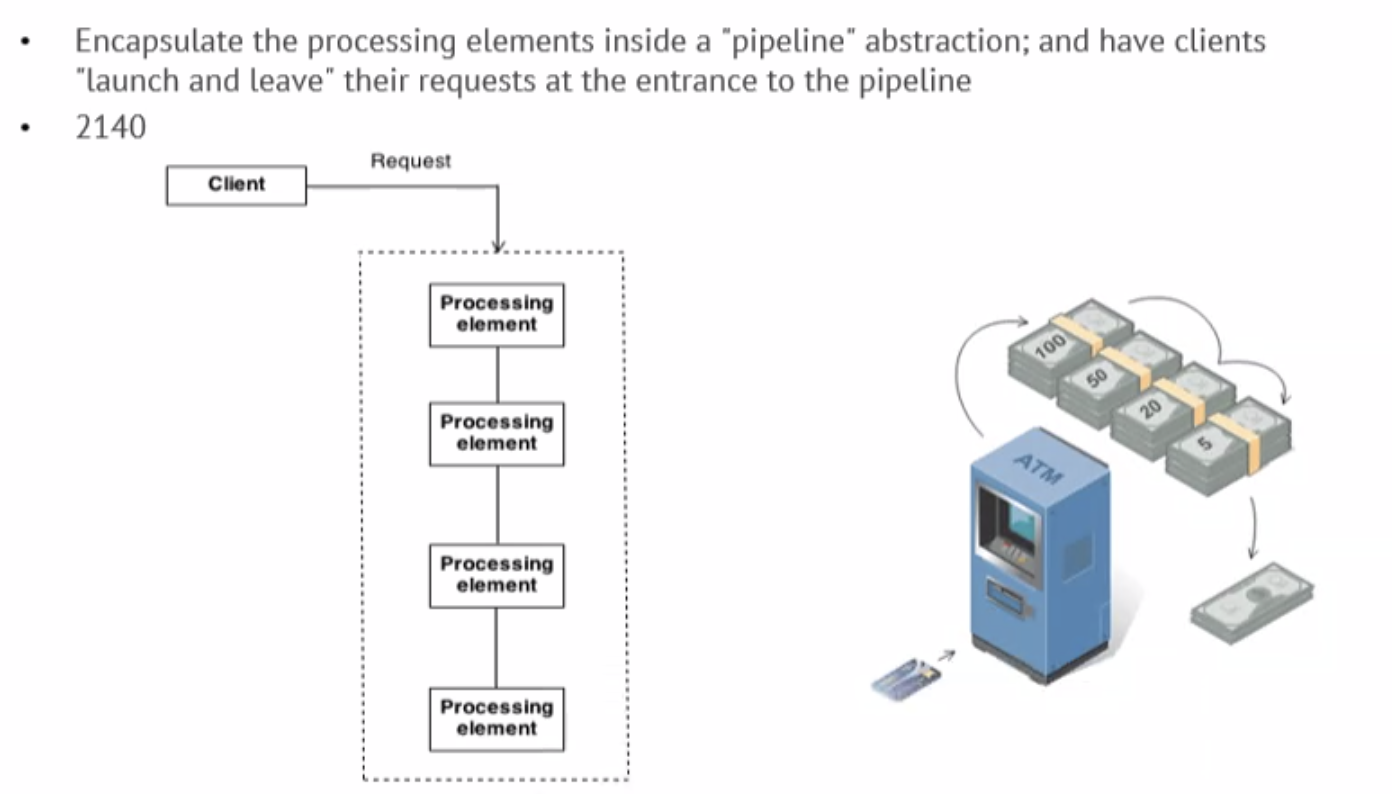 • Encapsulate the processing elements inside a "pipeline" abstraction; and have clients
"launch and leave" their requests at the entrance to the pipeline
• 2140
Request
Client
Processing
element
Processing
element
Processing
element
Processing
element
100
50
20
5
ATM